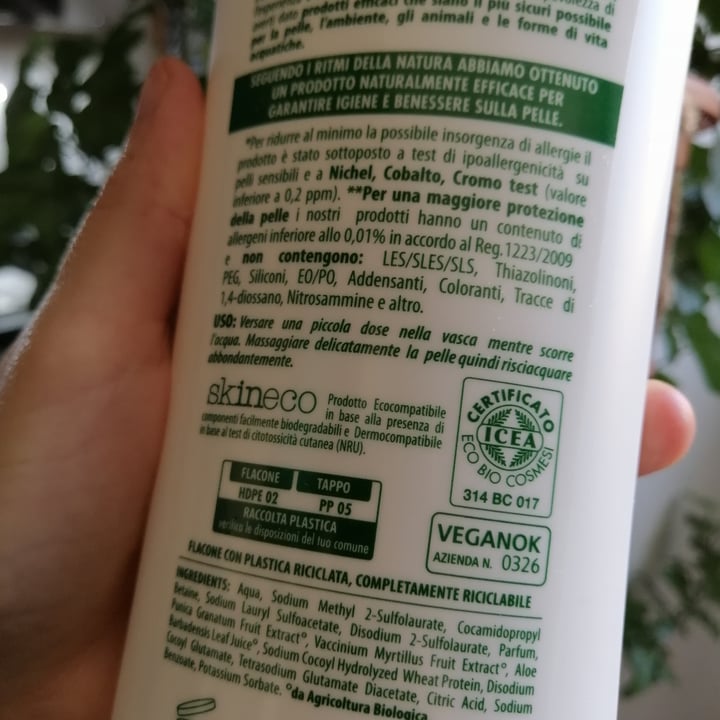 prodotti efficaci che siano il più sicuri possibile
per la pelle, l'ambiente, gli animali e le forme di vita
acquatiche.
SEGUENDO I RITMI DELLA NATURA ABBIAMO OTTENUTO
UN PRODOTTO NATURALMENTE EFFICACE PER
GARANTIRE IGIENE E BENESSERE SULLA PELLE.
*Per ridurre al minimo la possibile insorgenza di allergie il
prodotto è stato sottoposto a test di ipoallergenicità su
pelli sensibili e a Nichel, Cobalto, Cromo test (valore
inferiore a 0,2 ppm). **Per una maggiore protezione
della pelle i nostri prodotti hanno un contenuto di
allergeni inferiore allo 0,01% in accordo al Reg.1223/2009
e non contengono: LES/SLES/SLS, Thiazolinoni,
PEG, Siliconi, EO/PO, Addensanti, Coloranti, Tracce di
1,4-diossano, Nitrosammine e altro.
USO: Versare una piccola dose nella vasca mentre scorre
l'acqua. Massaggiare delicatamente la pelle quindi risciacquare
abbondantemente.
skineco Prodotto Ecocompatibile
in base alla presenza di
componenti facilmente biodegradabili e Dermocompatibile
in base al test di citotossicità cutanea (NRU).
CERTIFICATO
ICEA
ECO BIO COSMESI
314 BC 017
FLACONE TAPPO
HDPE 02 PP 05
RACCOLTA PLASTICA
verifica le disposizioni del tuo comune
VEGANOK
AZIENDA N. 0326
FLACONE CON PLASTICA RICICLATA, COMPLETAMENTE RICICLABILE
INGREDIENTS: Aqua, Sodium Methyl 2-Sulfolaurate, Cocamidopropyl
Betaine, Sodium Lauryl Sulfoacetate, Disodium 2-Sulfolaurate, Parfum,
Punica Granatum Fruit Extract°, Vaccinium Myrtillus Fruit Extract°, Aloe
Barbadensis Leaf Juice°, Sodium Cocoyl Hydrolyzed Wheat Protein, Disodium
Cocoyl Glutamate, Tetrasodium Glutamate Diacetate, Citric Acid, Sodium
Benzoate, Potassium Sorbate. °da Agricoltura Biologica